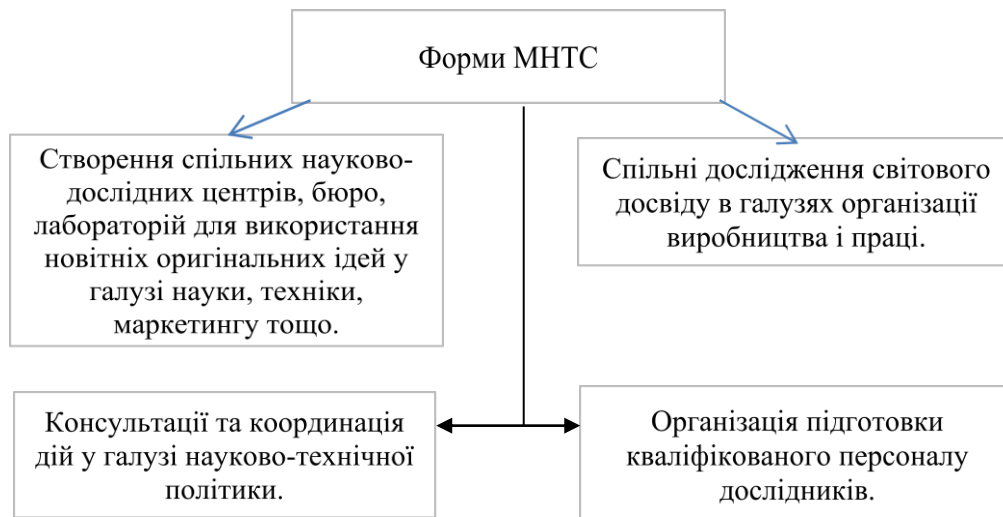 Форми МНТС
Створення спільних науково-
дослідних центрів, бюро,
лабораторій для використання
новітніх оригінальних ідей у
галузі науки, техніки,
маркетингу тощо.
Спільні дослідження світового
досвіду в галузях організації
виробництва і праці.
Консультації та координація
дій у галузі науково-технічної
політики.
Організація підготовки
кваліфікованого персоналу
дослідників.